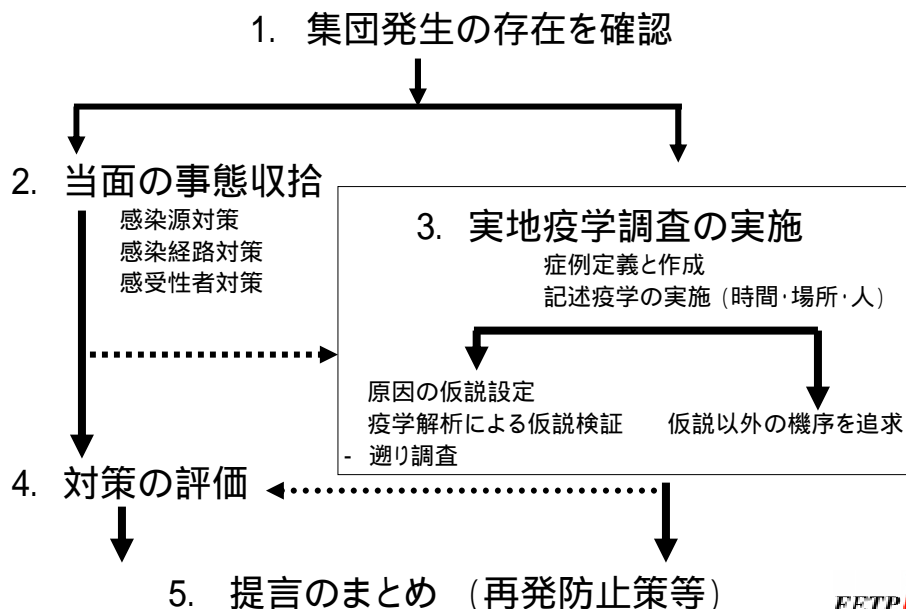 1. 集団発生の存在を確認
2. 当面の事態収拾
感染源対策
感染経路対策
感受性者対策
3. 実地疫学調査の実施
症例定義と作成
記述疫学の実施 (時間･場所･人)
原因の仮説設定
疫学解析による仮説検証
- 遡り調査
仮説以外の機序を追求
4. 対策の評価
5. 提言のまとめ (再発防止策等)
FETP